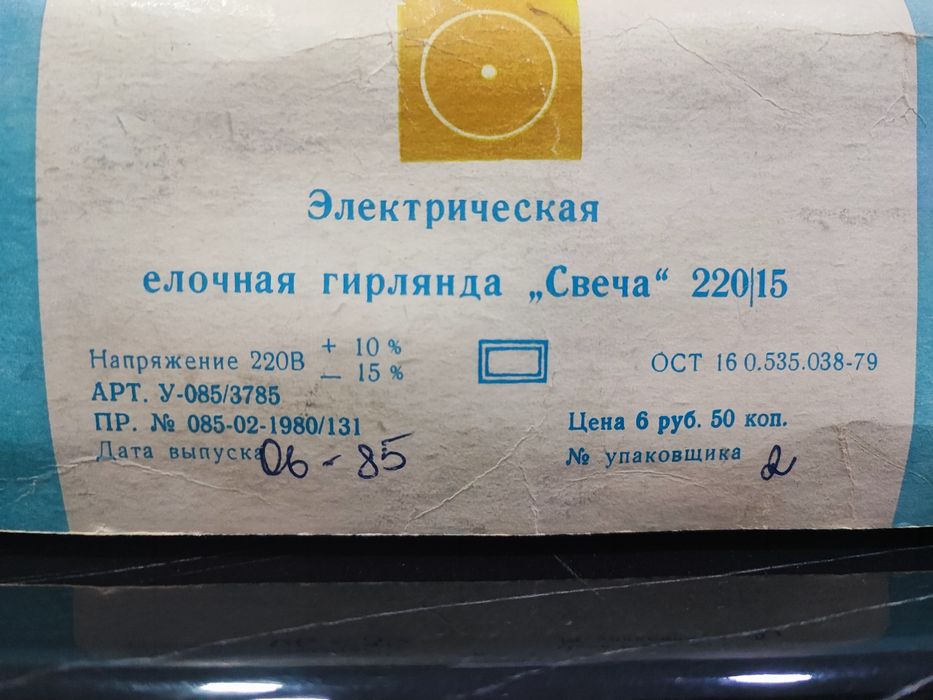 Электрическая
елочная гирлянда „Свеча“ 220|15
Напряжение 220В + 10 % — 15 %
ОСТ 16 0.535.038-79
АРТ. У-085/3785
ПР. № 085-02-1980/131
Цена 6 руб. 50 коп.
Дата выпуска 06-85
№ упаковщика 2